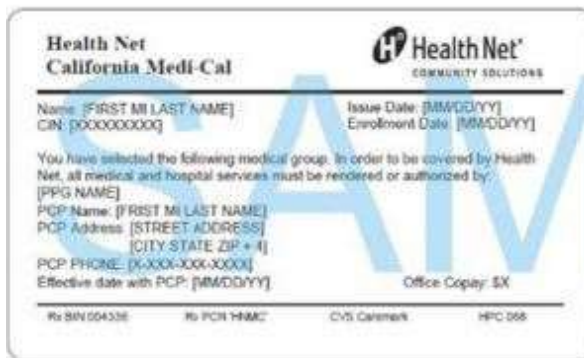 Health Net
California Medi-Cal
Health Net®
COMMUNITY SOLUTIONS
Name: [FIRST MI LAST NAME]
CIN: [XXXXXXXXX]
Issue Date: [MM/DD/YY]
Enrollment Date: [MM/DD/YY]
You have selected the following medical group. In order to be covered by Health
Net, all medical and hospital services must be rendered or authorized by:
[PPG NAME]
PCP Name: [FRIST MI LAST NAME]
PCP Address: [STREET ADDRESS]
[CITY STATE ZIP + 4]
PCP PHONE: [X-XXX-XXX-XXXX]
Effective date with PCP: [MM/DD/YY]
Office Copay: $X
Rx BIN 004336
Rx PCN 'HNMC'
CVS Caremark
HPC
SAM